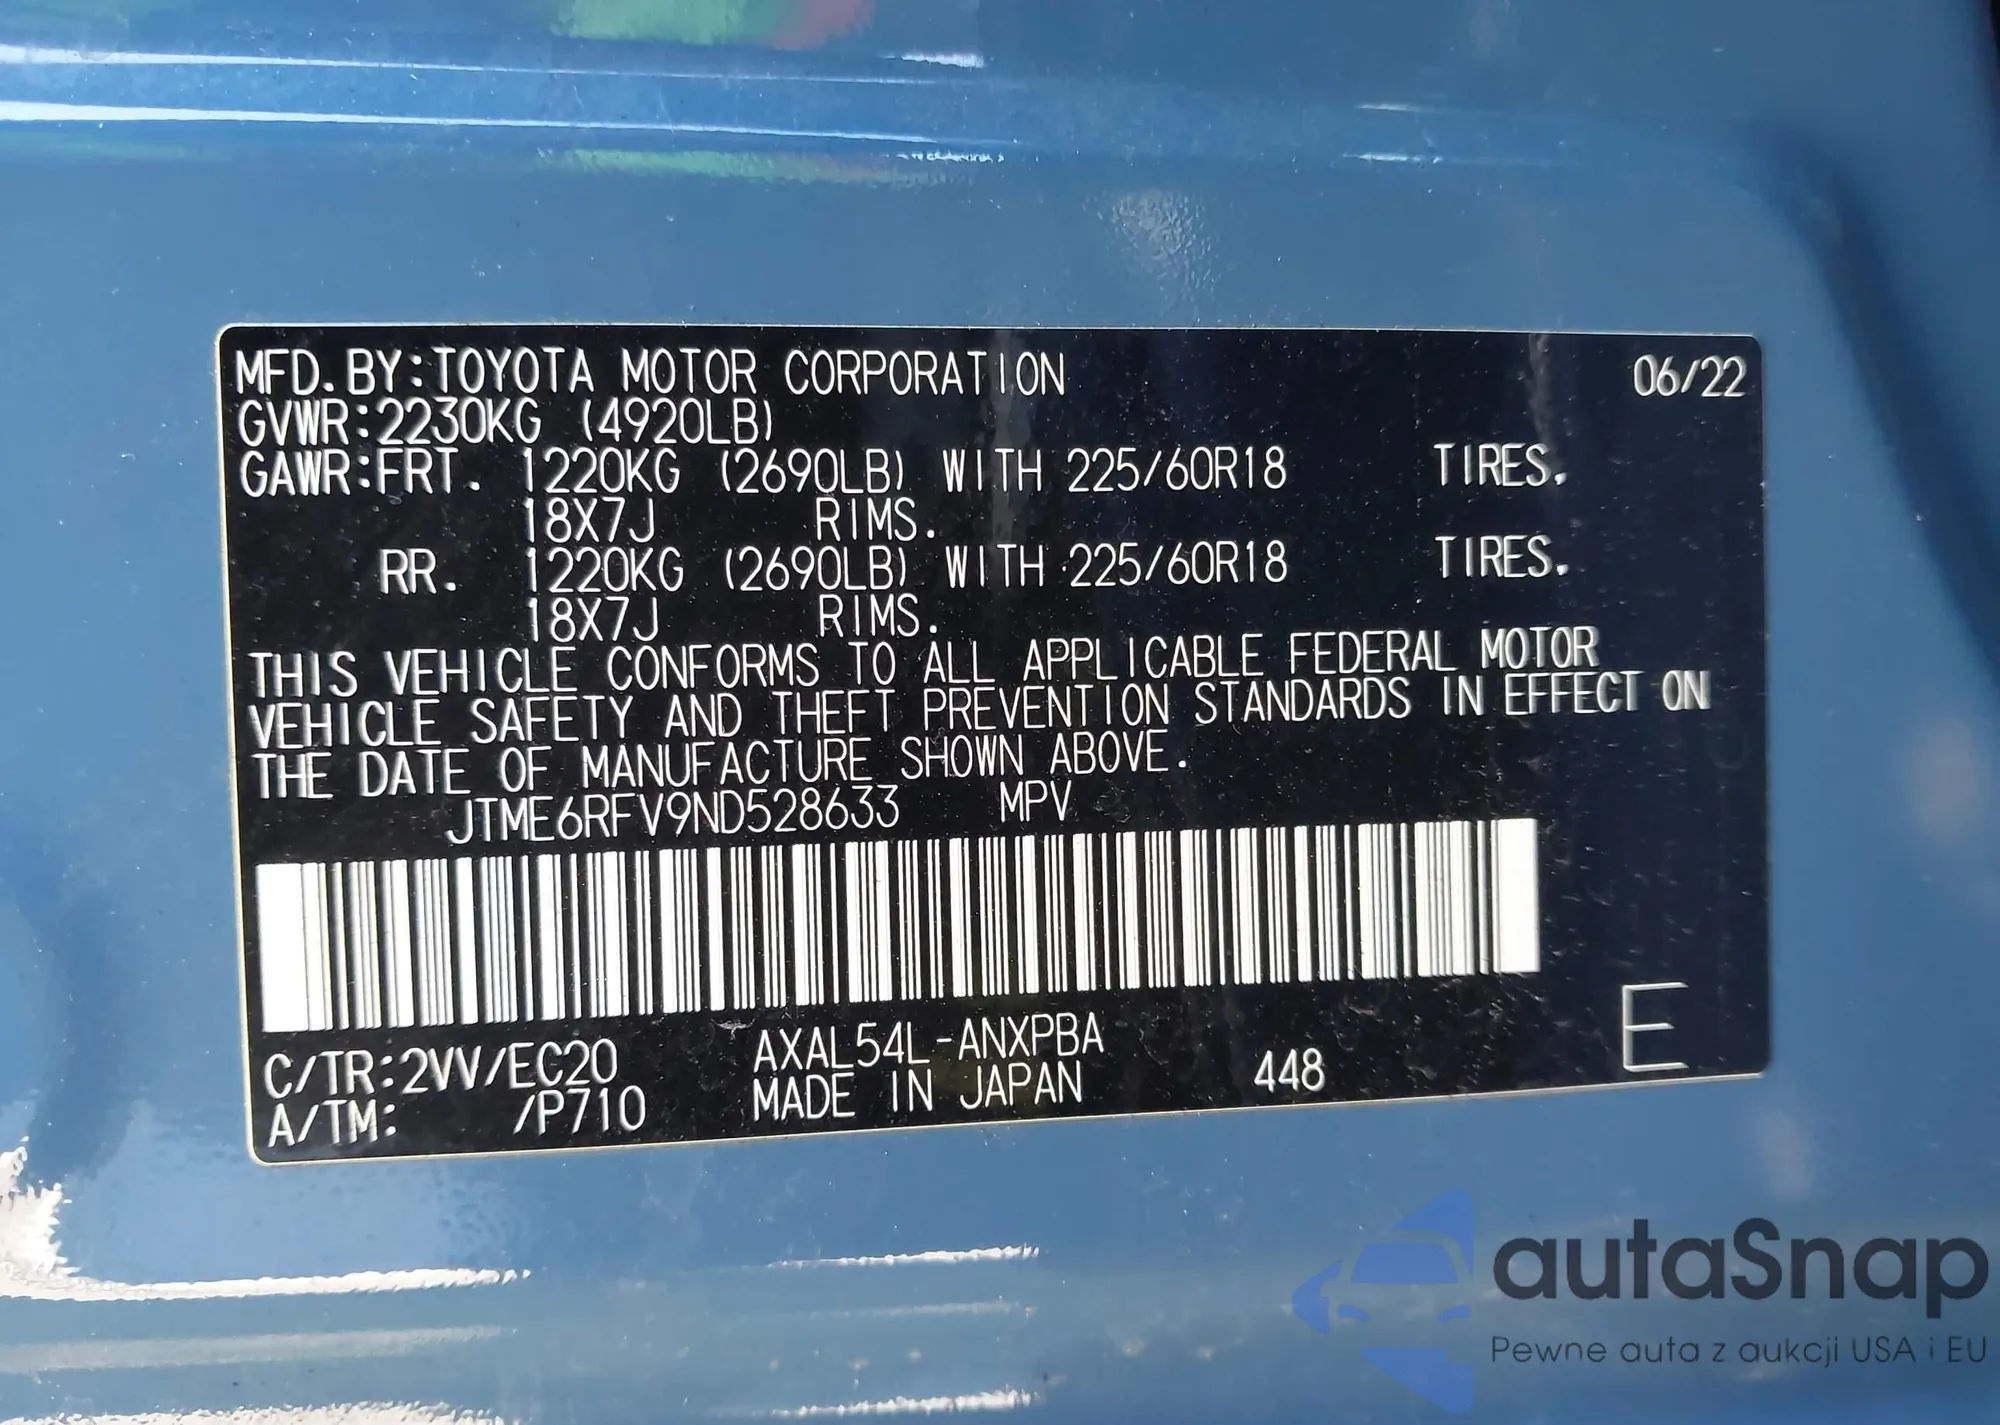 MFD.BY:TOYOTA MOTOR CORPORATION 06/22
GVWR:2230KG (4920LB)
GAWR:FRT. 1220KG (2690LB) WITH 225/60R18 TIRES.
18X7J RIMS.
RR. 1220KG (2690LB) WITH 225/60R18 TIRES.
18X7J RIMS.
THIS VEHICLE CONFORMS TO ALL APPLICABLE FEDERAL MOTOR
VEHICLE SAFETY AND THEFT PREVENTION STANDARDS IN EFFECT ON
THE DATE OF MANUFACTURE SHOWN ABOVE.
JTME6RFV9ND528633 MPV
C/TR:2VV/EC20 AXAL54L-ANXPBA
A/TM: /P710 MADE IN JAPAN 448 E
autaSnap
Pewne auta z aukcji USA i EU